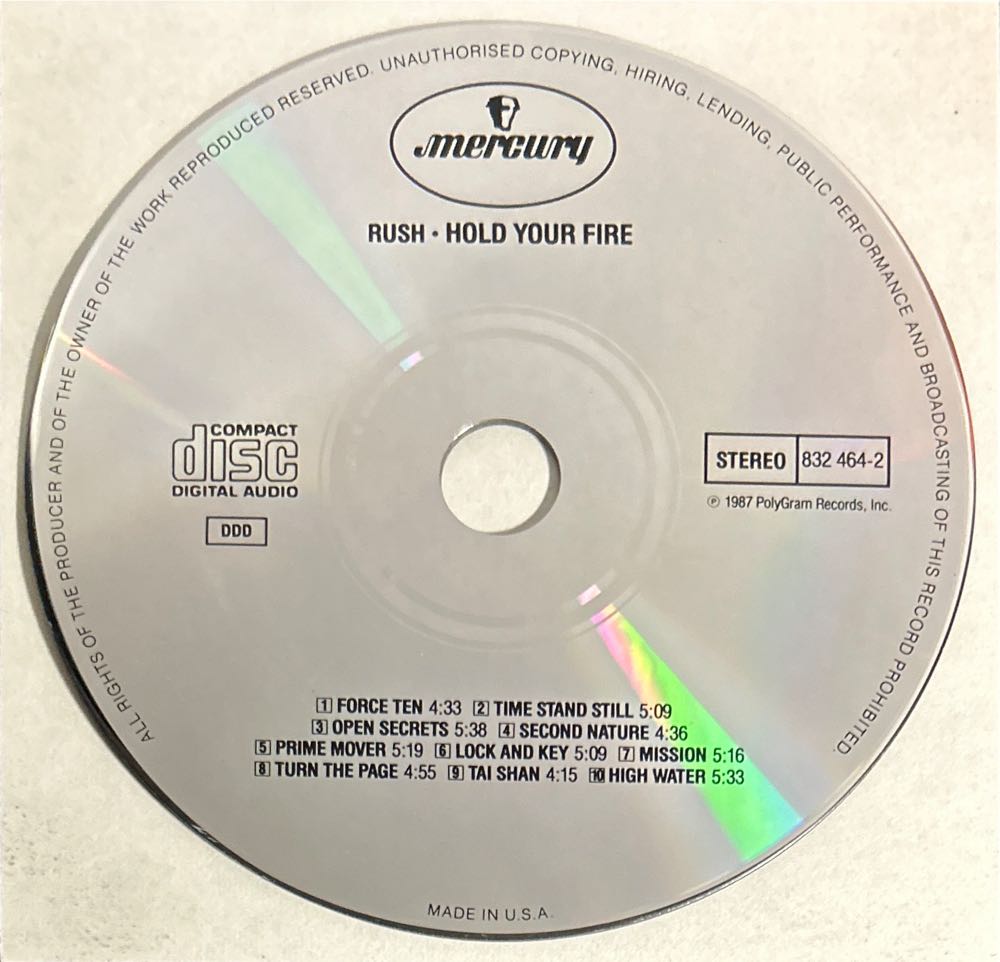 ALL RIGHTS OF THE PRODUCER AND OF THE OWNER OF THE WORK REPRODUCED RESERVED. UNAUTHORISED COPYING, HIRING, LENDING, PUBLIC PERFORMANCE AND BROADCASTING OF THIS RECORD PROHIBITED.
mercury
RUSH • HOLD YOUR FIRE
COMPACT
disc
DIGITAL AUDIO
DDD
STEREO 832 464-2
℗ 1987 PolyGram Records, Inc.
1 FORCE TEN 4:33 2 TIME STAND STILL 5:09
3 OPEN SECRETS 5:38 4 SECOND NATURE 4:36
5 PRIME MOVER 5:19 6 LOCK AND KEY 5:09 7 MISSION 5:16
8 TURN THE PAGE 4:55 9 TAI SHAN 4:15 10 HIGH WATER 5:33
MADE IN U.S.A.